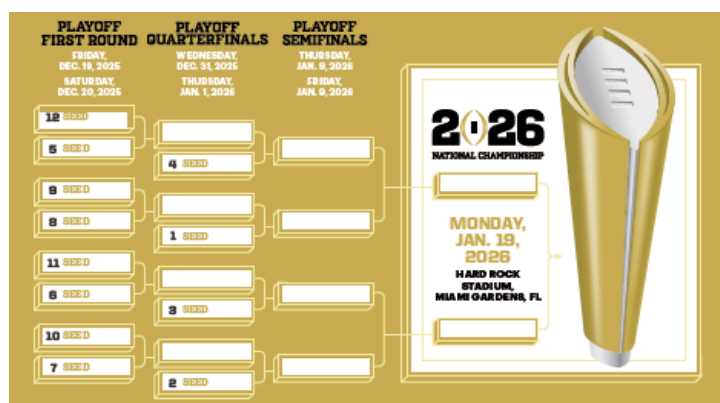 PLAYOFF
FIRST ROUND
FRIDAY,
DEC. 19, 2025
SATURDAY,
DEC. 20, 2025
PLAYOFF
QUARTERFINALS
WEDNESDAY,
DEC. 31, 2025
THURSDAY,
JAN. 1, 2026
PLAYOFF
SEMIFINALS
THURSDAY,
JAN. 8, 2026
FRIDAY,
JAN. 9, 2026
12 SEED
5 SEED
9 SEED
8 SEED
11 SEED
6 SEED
10 SEED
7 SEED
4 SEED
1 SEED
3 SEED
2 SEED
2026
NATIONAL CHAMPIONSHIP
MONDAY,
JAN. 19,
2026
HARD ROCK
STADIUM,
MIAMI GARDENS, FL